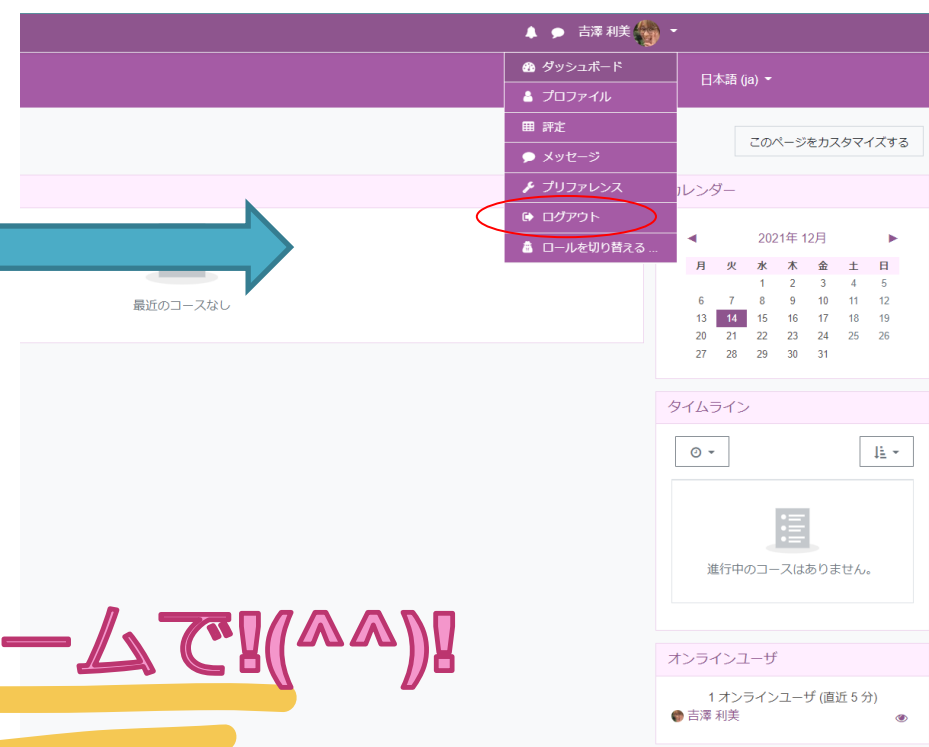 吉澤 利美
ダッシュボード
プロファイル
評定
メッセージ
プリファレンス
ログアウト
ロールを切り替える ...
日本語 (ja)
このページをカスタマイズする
最近のコースなし
レンダー
2021年 12月
月 火 水 木 金 土 日
1 2 3 4 5
6 7 8 9 10 11 12
13 14 15 16 17 18 19
20 21 22 23 24 25 26
27 28 29 30 31
タイムライン
進行中のコースはありません。
ームで!!(^^)!!
オンラインユーザ
1 オンラインユーザ (直近 5 分)
吉澤 利美